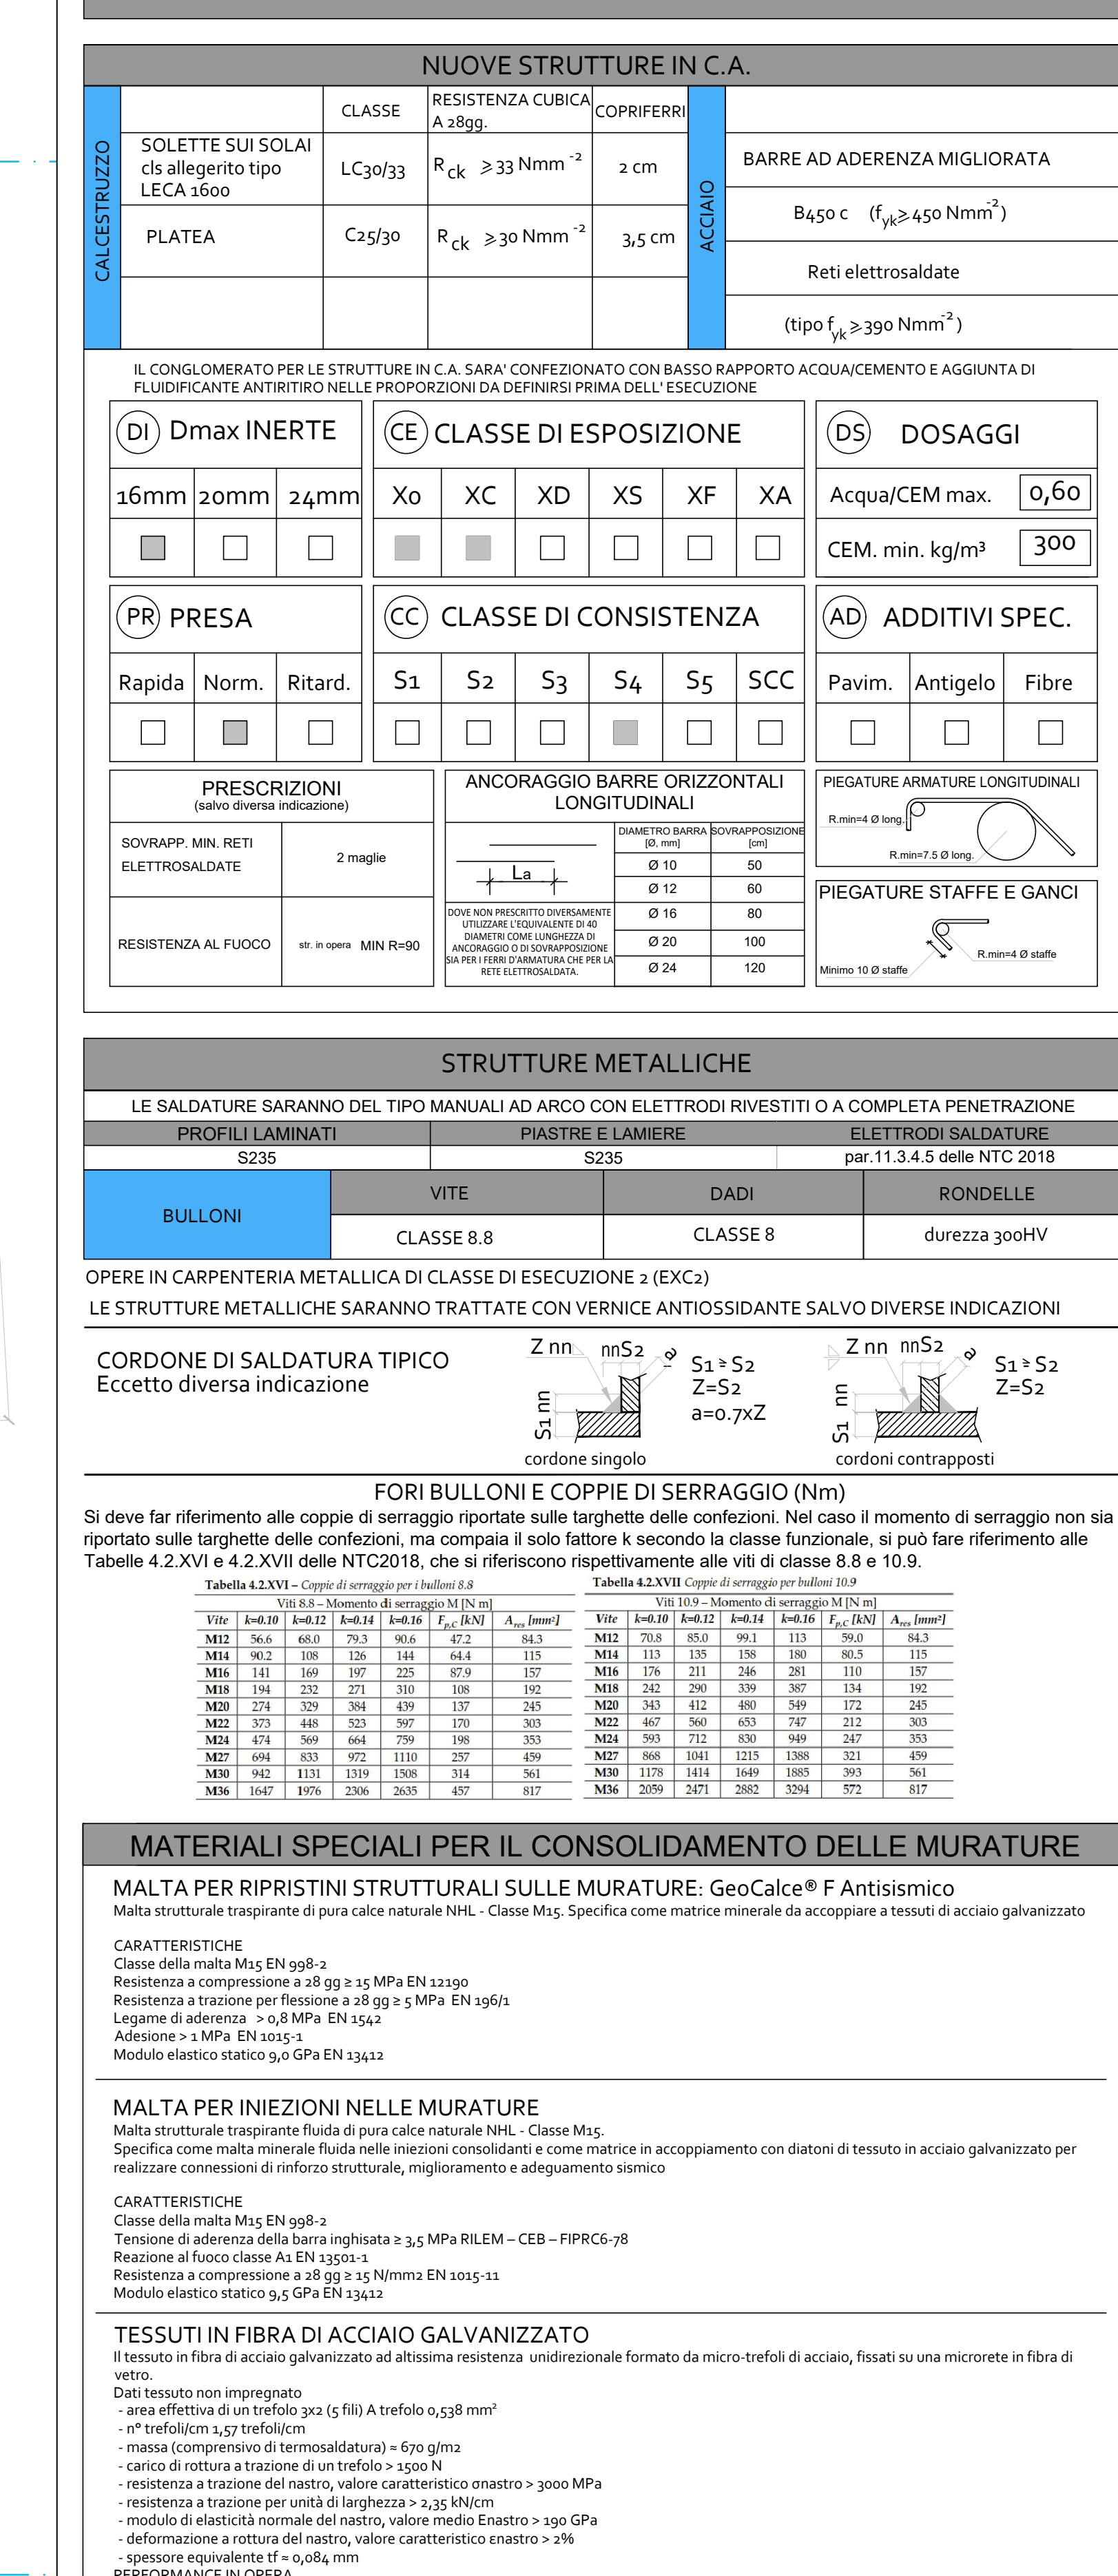 NUOVE STRUTTURE IN C.A.
CALCESTRUZZO
CLASSE
RESISTENZA CUBICA A 28gg.
COPRIFERRI
SOLETTE SUI SOLAI
cls allegerito tipo
LECA 1600
LC30/33
Rck ⩾33 Nmm-2
2 cm
PLATEA
C25/30
Rck ⩾30 Nmm-2
3,5 cm
ACCIAIO
BARRE AD ADERENZA MIGLIORATA
B450 c (fyk⩾450 Nmm-2)
Reti elettrosaldate
(tipo fyk⩾390 Nmm-2)
IL CONGLOMERATO PER LE STRUTTURE IN C.A. SARA' CONFEZIONATO CON BASSO RAPPORTO ACQUA/CEMENTO E AGGIUNTA DI
FLUIDIFICANTE ANTIRITIRO NELLE PROPORZIONI DA DEFINIRSI PRIMA DELL' ESECUZIONE
DI Dmax INERTE
16mm 20mm 24mm
CE CLASSE DI ESPOSIZIONE
X0 XC XD XS XF XA
DS DOSAGGI
Acqua/CEM max. 0,60
CEM. min. kg/m³ 300
PR PRESA
Rapida Norm. Ritard.
CC CLASSE DI CONSISTENZA
S1 S2 S3 S4 S5 SCC
AD ADDITIVI SPEC.
Pavim. Antigelo Fibre
PRESCRIZIONI
(salvo diversa indicazione)
SOVRAPP. MIN. RETI
ELETTROSALDATE
2 maglie
RESISTENZA AL FUOCO
str. in opera MIN R=90
ANCORAGGIO BARRE ORIZZONTALI
LONGITUDINALI
La
DOVE NON PRESCRITTO DIVERSAMENTE
UTILIZZARE L'EQUIVALENTE DI 40
DIAMETRI COME LUNGHEZZA DI
ANCORAGGIO O DI SOVRAPPOSIZIONE
SIA PER I FERRI D'ARMATURA CHE PER LA
RETE ELETTROSALDATA.
DIAMETRO BARRA [Ø, mm] SOVRAPPOSIZIONE [cm]
Ø 10 50
Ø 12 60
Ø 16 80
Ø 20 100
Ø 24 120
PIEGATURE ARMATURE LONGITUDINALI
R.min=4 Ø long.
R.min=7.5 Ø long.
PIEGATURE STAFFE E GANCI
R.min=4 Ø staffe
Minimo 10 Ø staffe
STRUTTURE METALLICHE
LE SALDATURE SARANNO DEL TIPO MANUALI AD ARCO CON ELETTRODI RIVESTITI O A COMPLETA PENETRAZIONE
PROFILI LAMINATI PIASTRE E LAMIERE ELETTRODI SALDATURE
S235 S235 par.11.3.4.5 delle NTC 2018
BULLONI
VITE DADI RONDELLE
CLASSE 8.8 CLASSE 8 durezza 300HV
OPERE IN CARPENTERIA METALLICA DI CLASSE DI ESECUZIONE 2 (EXC2)
LE STRUTTURE METALLICHE SARANNO TRATTATE CON VERNICE ANTIOSSIDANTE SALVO DIVERSE INDICAZIONI
CORDONE DI SALDATURA TIPICO
Eccetto diversa indicazione
Z nn nnS2 a
S1 nn
S1 ≥ S2
Z=S2
a=0.7xZ
cordone singolo
Z nn nnS2 a
S1 nn
S1 ≥ S2
Z=S2
cordoni contrapposti
FORI BULLONI E COPPIE DI SERRAGGIO (Nm)
Si deve far riferimento alle coppie di serraggio riportate sulle targhette delle confezioni. Nel caso il momento di serraggio non sia
riportato sulle targhette delle confezioni, ma compaia il solo fattore k secondo la classe funzionale, si può fare riferimento alle
Tabelle 4.2.XVI e 4.2.XVII delle NTC2018, che si riferiscono rispettivamente alle viti di classe 8.8 e 10.9.
Tabella 4.2.XVI – Coppie di serraggio per i bulloni 8.8
Viti 8.8 – Momento di serraggio M [N m]
Vite k=0.10 k=0.12 k=0.14 k=0.16 Fp,C [kN] Ares [mm²]
M12 56.6 68.0 79.3 90.6 47.2 84.3
M14 90.2 108 126 144 64.4 115
M16 141 169 197 225 87.9 157
M18 194 232 271 310 108 192
M20 274 329 384 439 137 245
M22 373 448 523 597 170 303
M24 474 569 664 759 198 353
M27 694 833 972 1110 257 459
M30 942 1131 1319 1508 314 561
M36 1647 1976 2306 2635 457 817
Tabella 4.2.XVII Coppie di serraggio per bulloni 10.9
Viti 10.9 – Momento di serraggio M [N m]
Vite k=0.10 k=0.12 k=0.14 k=0.16 Fp,C [kN] Ares [mm²]
M12 70.8 85.0 99.1 113 59.0 84.3
M14 113 135 158 180 80.5 115
M16 176 211 246 281 110 157
M18 242 290 339 387 134 192
M20 343 412 480 549 172 245
M22 467 560 653 747 212 303
M24 593 712 830 949 247 353
M27 868 1041 1215 1388 321 459
M30 1178 1414 1649 1885 393 561
M36 2059 2471 2882 3294 572 817
MATERIALI SPECIALI PER IL CONSOLIDAMENTO DELLE MURATURE
MALTA PER RIPRISTINI STRUTTURALI SULLE MURATURE: GeoCalce® F Antisismico
Malta strutturale traspirante di pura calce naturale NHL - Classe M15. Specifica come matrice minerale da accoppiare a tessuti di acciaio galvanizzato
CARATTERISTICHE
Classe della malta M15 EN 998-2
Resistenza a compressione a 28 gg ≥ 15 MPa EN 12190
Resistenza a trazione per flessione a 28 gg ≥ 5 MPa EN 196/1
Legame di aderenza > 0,8 MPa EN 1542
Adesione > 1 MPa EN 1015-1
Modulo elastico statico 9,0 GPa EN 13412
MALTA PER INIEZIONI NELLE MURATURE
Malta strutturale traspirante fluida di pura calce naturale NHL - Classe M15.
Specifica come malta minerale fluida nelle iniezioni consolidanti e come matrice in accoppiamento con diatoni di tessuto in acciaio galvanizzato per
realizzare connessioni di rinforzo strutturale, miglioramento e adeguamento sismico
CARATTERISTICHE
Classe della malta M15 EN 998-2
Tensione di aderenza della barra inghisata ≥ 3,5 MPa RILEM – CEB – FIPRC6-78
Reazione al fuoco classe A1 EN 13501-1
Resistenza a compressione a 28 gg ≥ 15 N/mm2 EN 1015-11
Modulo elastico statico 9,5 GPa EN 13412
TESSUTI IN FIBRA DI ACCIAIO GALVANIZZATO
Il tessuto in fibra di acciaio galvanizzato ad altissima resistenza unidirezionale formato da micro-trefoli di acciaio, fissati su una microrete in fibra di
vetro.
Dati tessuto non impregnato
- area effettiva di un trefolo 3x2 (5 fili) A trefolo 0,538 mm²
- n° trefoli/cm 1,57 trefoli/cm
- massa (comprensivo di termosaldatura) ≈ 670 g/m2
- carico di rottura a trazione di un trefolo > 1500 N
- resistenza a trazione del nastro, valore caratteristico σnastro > 3000 MPa
- resistenza a trazione per unità di larghezza > 2,35 kN/cm
- modulo di elasticità normale del nastro, valore medio Enastro > 190 GPa
- deformazione a rottura del nastro, valore caratteristico εnastro > 2%
- spessore equivalente tf ≈ 0,084 mm
PERFORMANCE IN OPERA